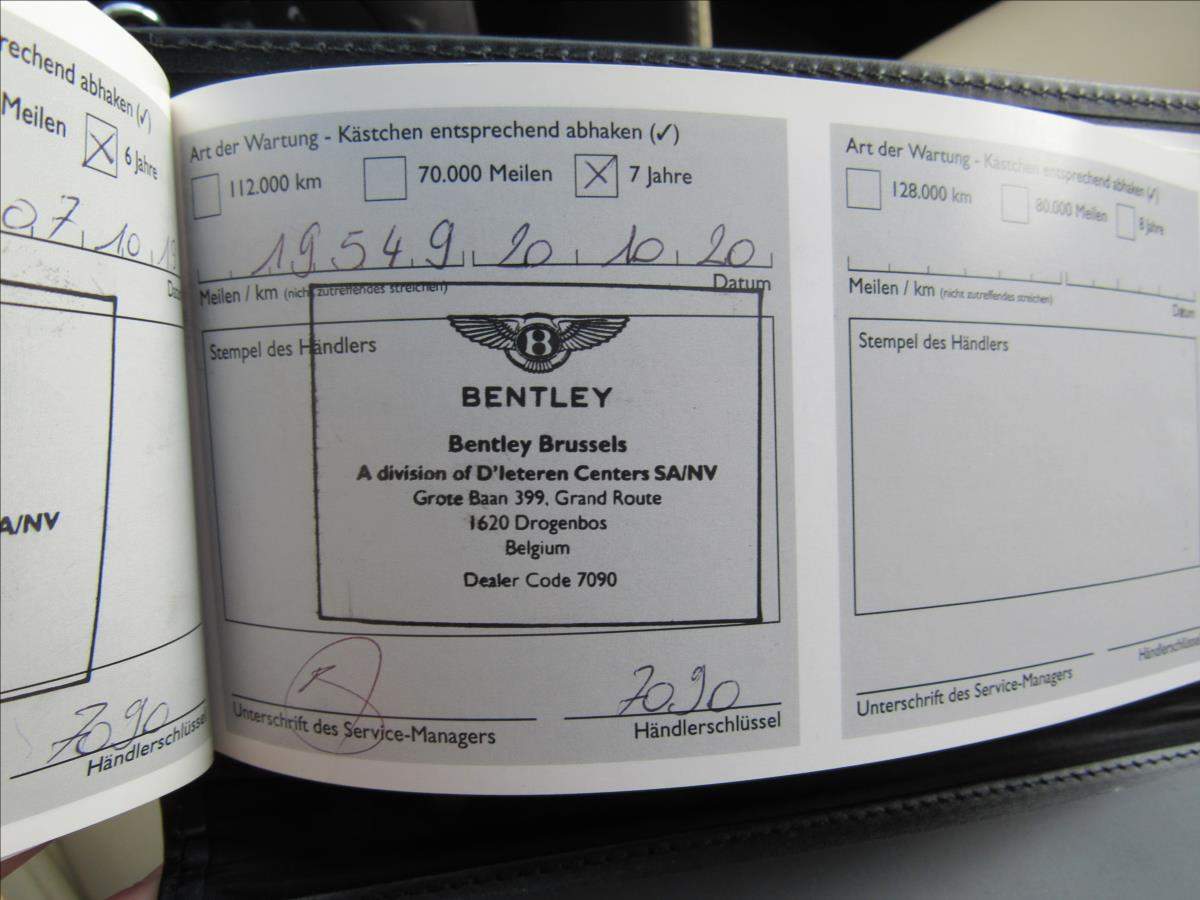 rechend abhaken (✓)
Meilen ☒ 6 Jahre
0,7,10,1
A/NV
7090
Händlerschlüssel
Art der Wartung - Kästchen entsprechend abhaken (✓)
☐ 112.000 km ☐ 70.000 Meilen ☒ 7 Jahre
19549 20 10 20
Meilen / km (nicht zutreffendes streichen) Datum
Stempel des Händlers
B
BENTLEY
Bentley Brussels
A division of D'Ieteren Centers SA/NV
Grote Baan 399, Grand Route
1620 Drogenbos
Belgium
Dealer Code 7090
7090
Unterschrift des Service-Managers Händlerschlüssel
Art der Wartung - Kästchen entsprechend abhaken (✓)
☐ 128.000 km ☐ 80.000 Meilen ☐ 8 Jahre
Meilen / km (nicht zutreffendes streichen) Datum
Stempel des Händlers
Unterschrift des Service-Managers Händlerschlüssel